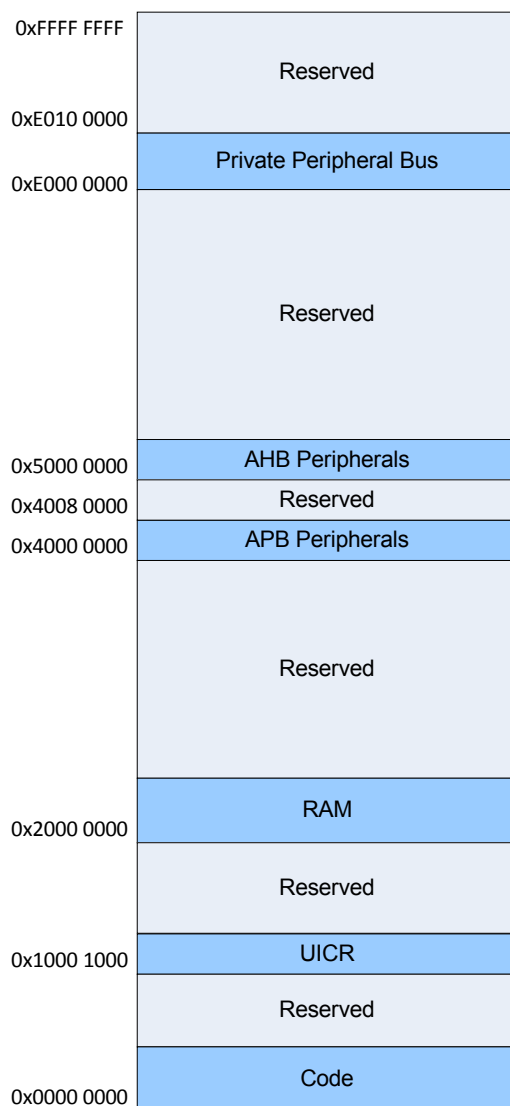 0xFFFF FFFF
Reserved
0xE010 0000
Private Peripheral Bus
0xE000 0000
Reserved
AHB Peripherals
0x5000 0000
Reserved
0x4008 0000
APB Peripherals
0x4000 0000
Reserved
RAM
0x2000 0000
Reserved
UICR
0x1000 1000
Reserved
Code
0x0000 0000